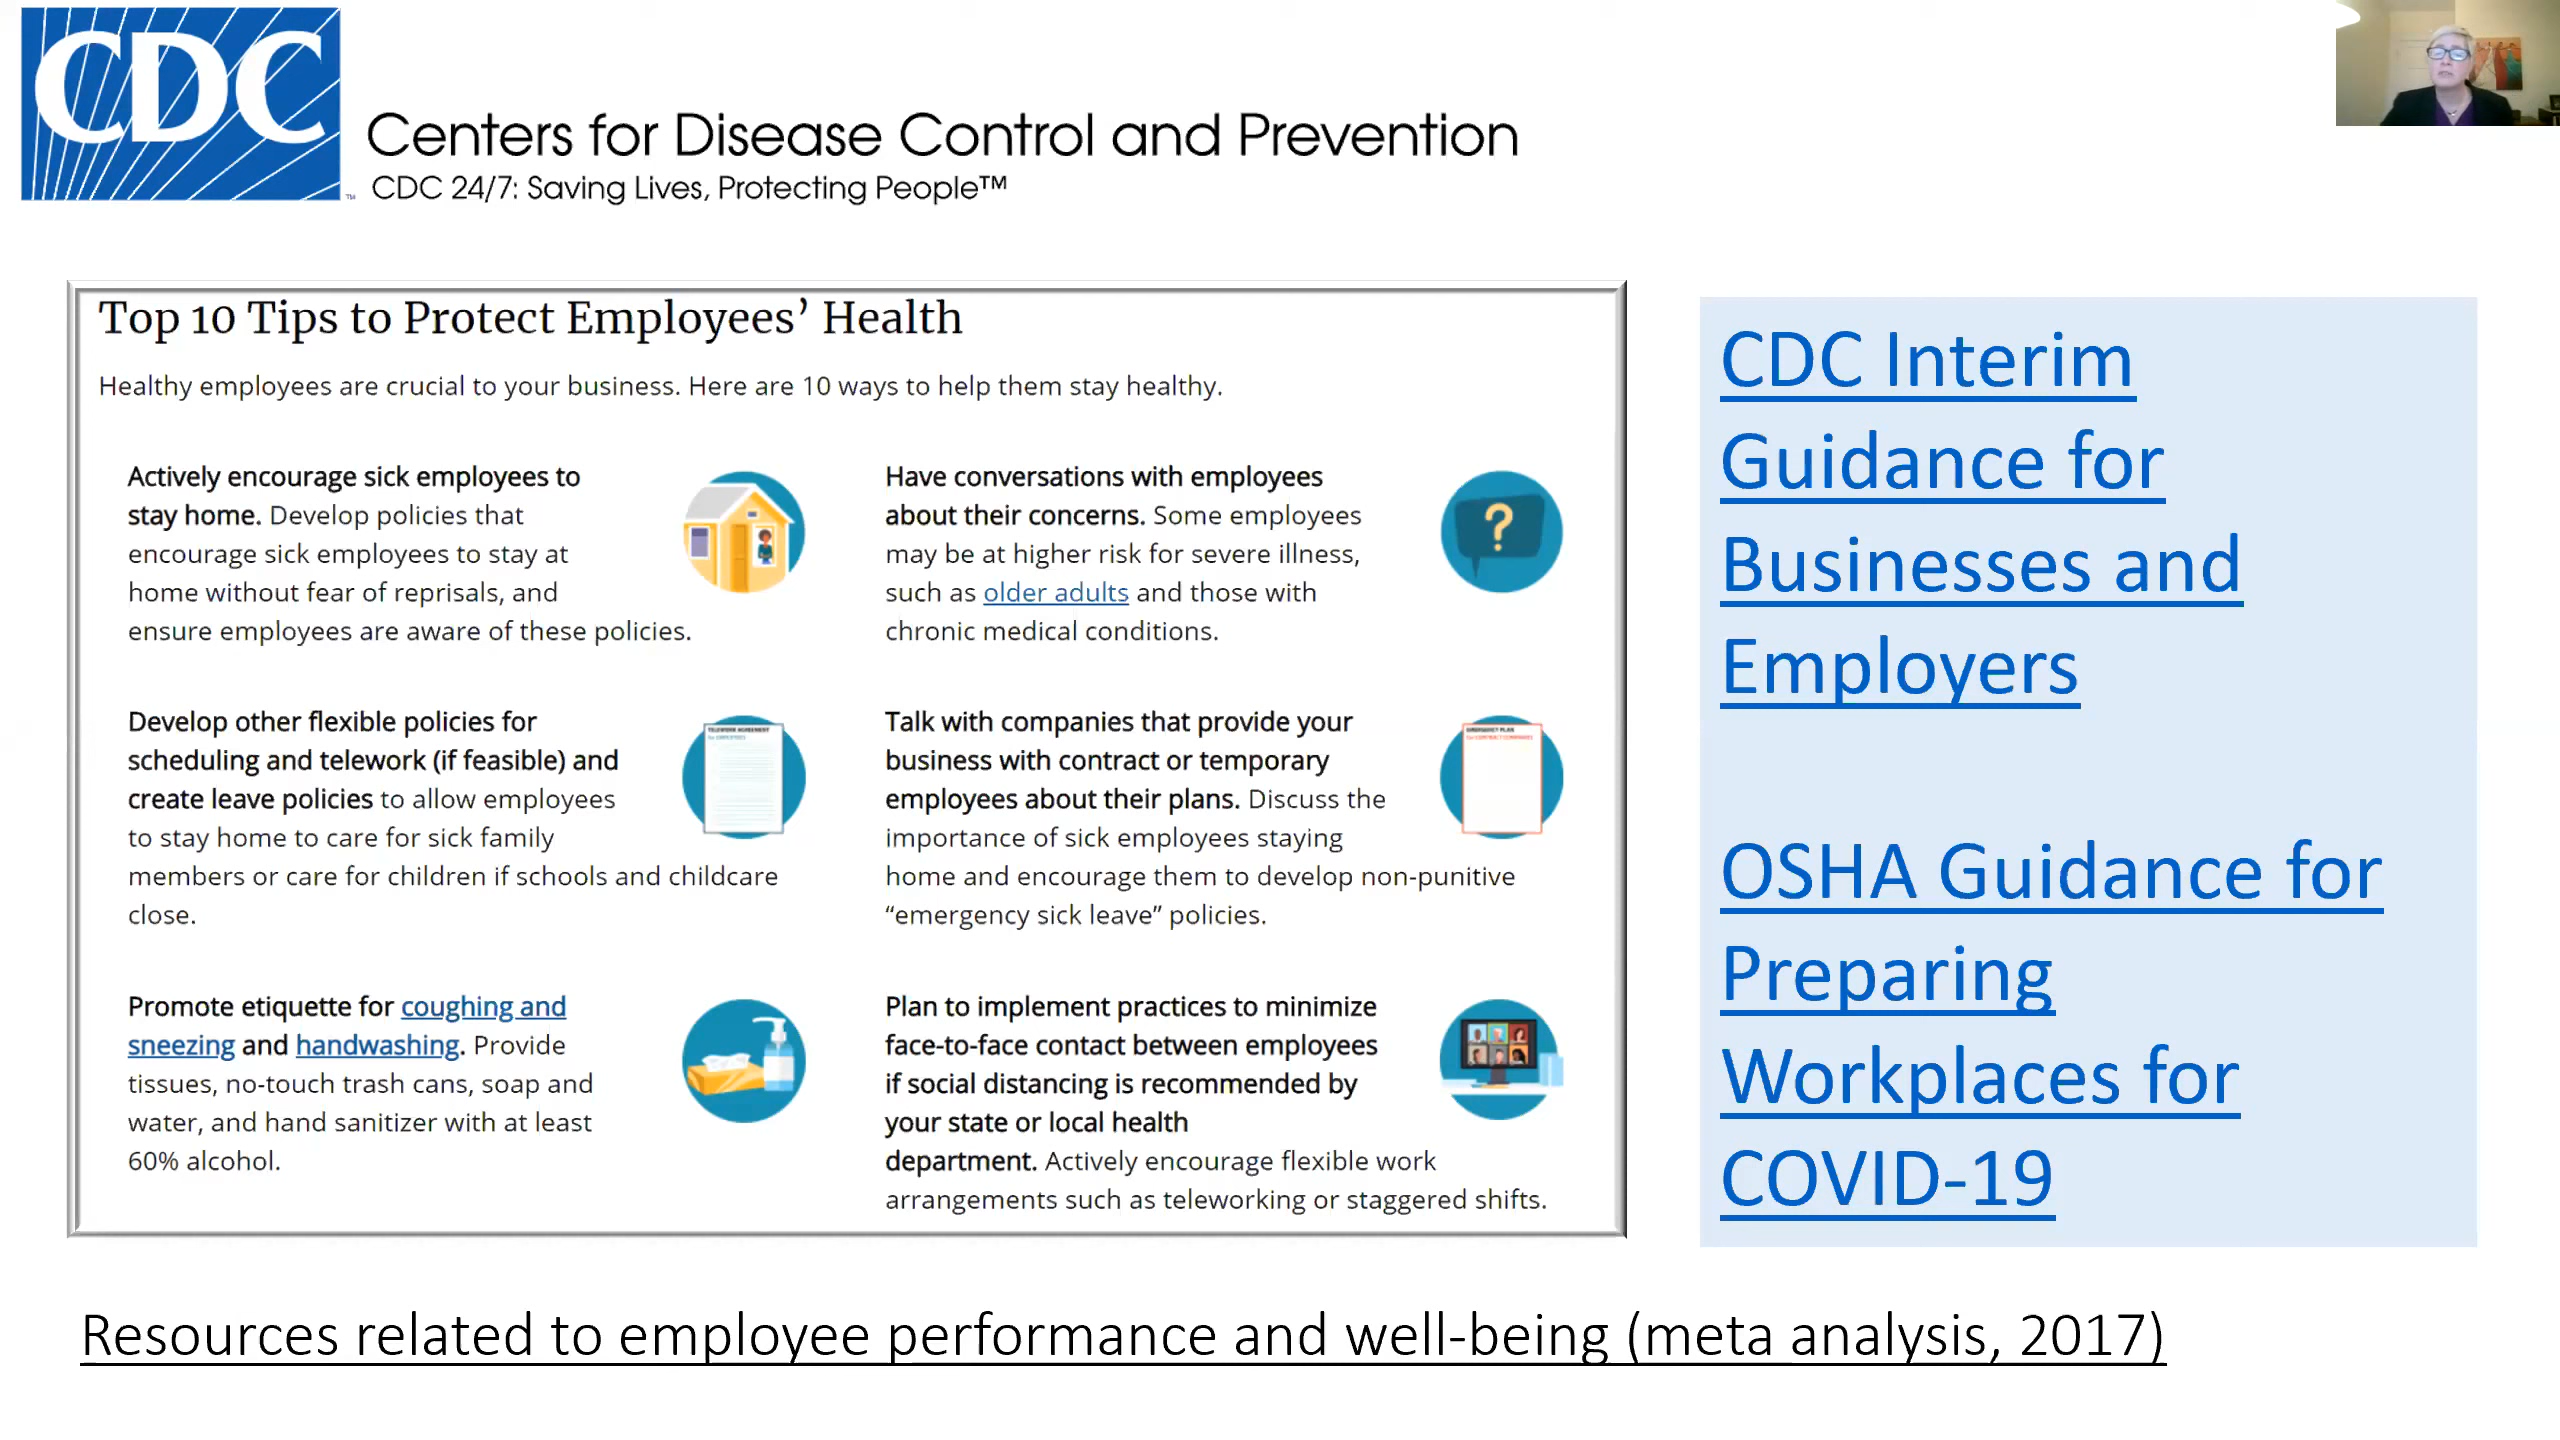 CDC
Centers for Disease Control and Prevention
CDC 24/7: Saving Lives, Protecting People™
Top 10 Tips to Protect Employees’ Health
Healthy employees are crucial to your business. Here are 10 ways to help them stay healthy.
Actively encourage sick employees to
stay home. Develop policies that
encourage sick employees to stay at
home without fear of reprisals, and
ensure employees are aware of these policies.
Have conversations with employees
about their concerns. Some employees
may be at higher risk for severe illness,
such as older adults and those with
chronic medical conditions.
Develop other flexible policies for
scheduling and telework (if feasible) and
create leave policies to allow employees
to stay home to care for sick family
members or care for children if schools and childcare
close.
TELEWORK AGREEMENT
for EMPLOYEES
Talk with companies that provide your
business with contract or temporary
employees about their plans. Discuss the
importance of sick employees staying
home and encourage them to develop non-punitive
“emergency sick leave” policies.
EMERGENCY PLAN
for CONTRACT COMPANIES
Promote etiquette for coughing and
sneezing and handwashing. Provide
tissues, no-touch trash cans, soap and
water, and hand sanitizer with at least
60% alcohol.
Plan to implement practices to minimize
face-to-face contact between employees
if social distancing is recommended by
your state or local health
department. Actively encourage flexible work
arrangements such as teleworking or staggered shifts.
CDC Interim
Guidance for
Businesses and
Employers
OSHA Guidance for
Preparing
Workplaces for
COVID-19
Resources related to employee performance and well-being (meta analysis, 2017)